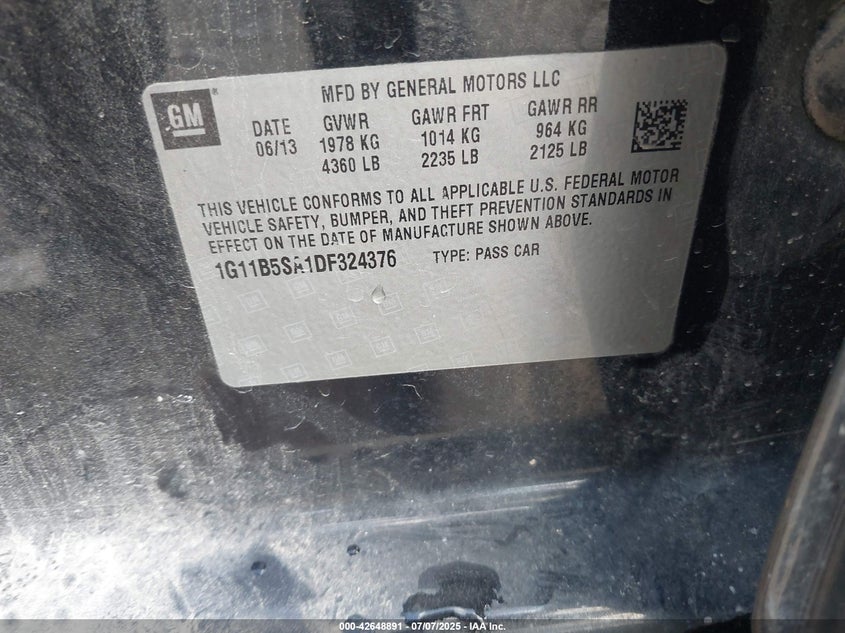 GM ®
MFD BY GENERAL MOTORS LLC
DATE GVWR GAWR FRT GAWR RR
06/13 1978 KG 1014 KG 964 KG
4360 LB 2235 LB 2125 LB
THIS VEHICLE CONFORMS TO ALL APPLICABLE U.S. FEDERAL MOTOR
VEHICLE SAFETY, BUMPER, AND THEFT PREVENTION STANDARDS IN
EFFECT ON THE DATE OF MANUFACTURE SHOWN ABOVE.
1G11B5SA1DF324376 TYPE: PASS CAR
000-42648891 - 07/07/2025 - IAA Inc.